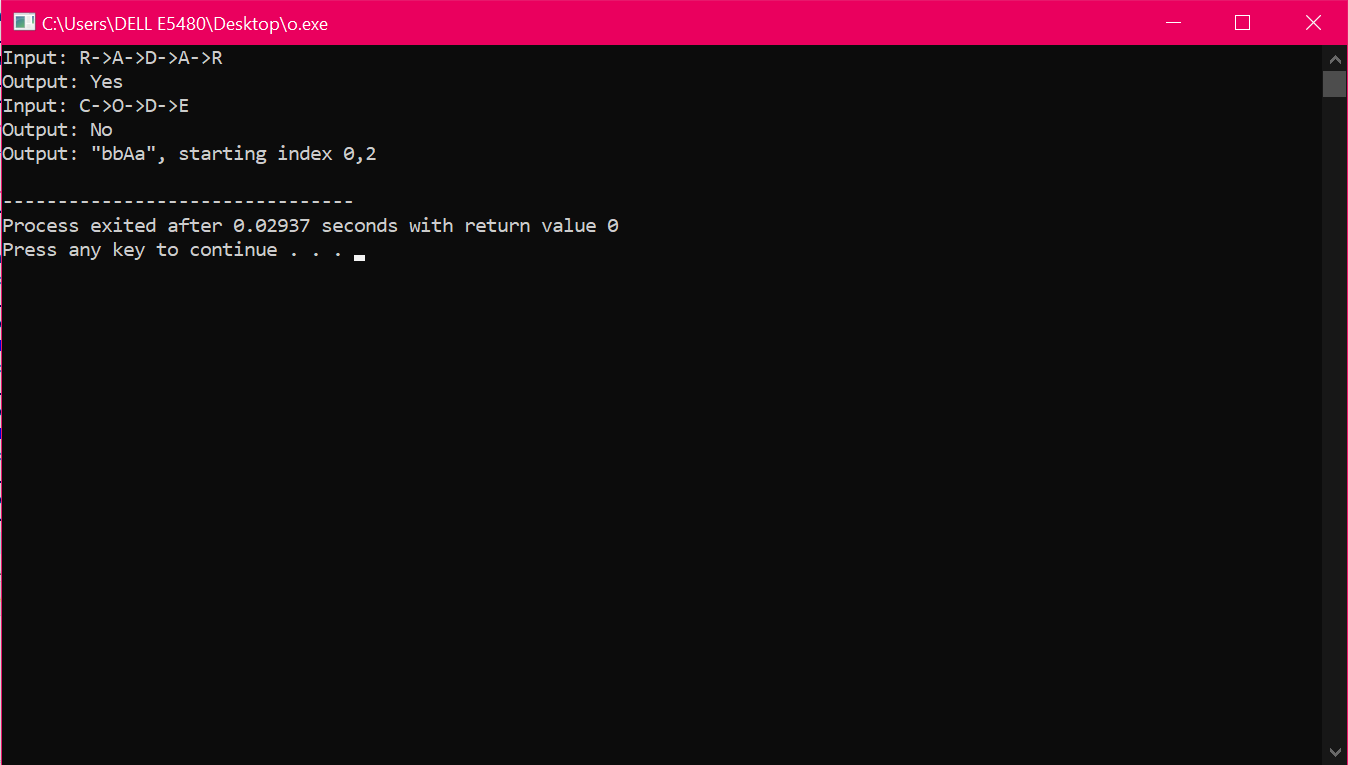 C:\Users\DELL E5480\Desktop\o.exe
Input: R->A->D->A->R
Output: Yes
Input: C->O->D->E
Output: No
Output: "bbAa", starting index 0,2
--------------------------------
Process exited after 0.02937 seconds with return value 0
Press any key to continue . . .